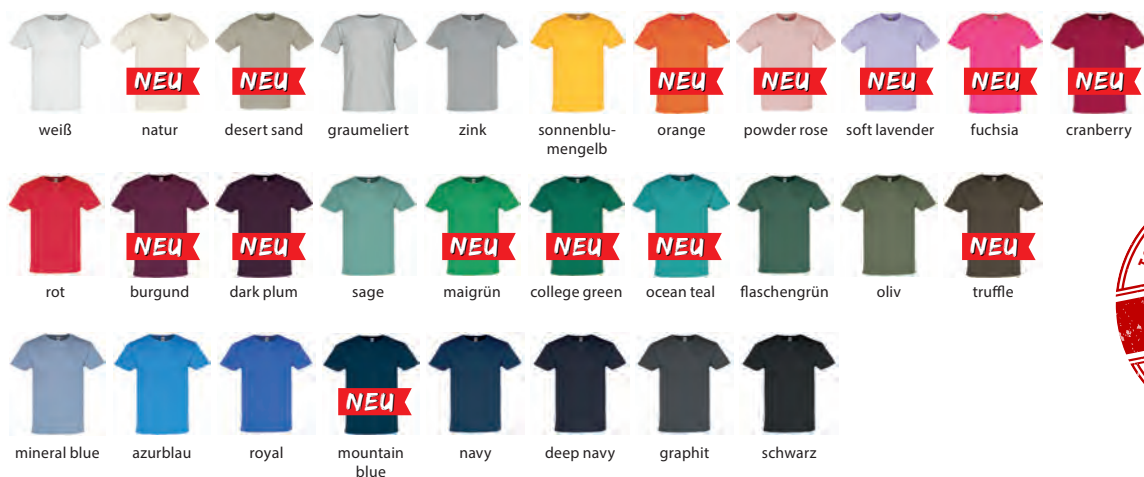 NEU NEU NEU NEU NEU NEU NEU
weiß natur desert sand graumeliert zink sonnenblu- orange powder rose soft lavender fuchsia cranberry
mengelb
NEU NEU NEU NEU NEU NEU
rot burgund dark plum sage maigrün college green ocean teal flaschengrün oliv truffle
NEU
mineral blue azurblau royal mountain navy deep navy graphit schwarz
blue